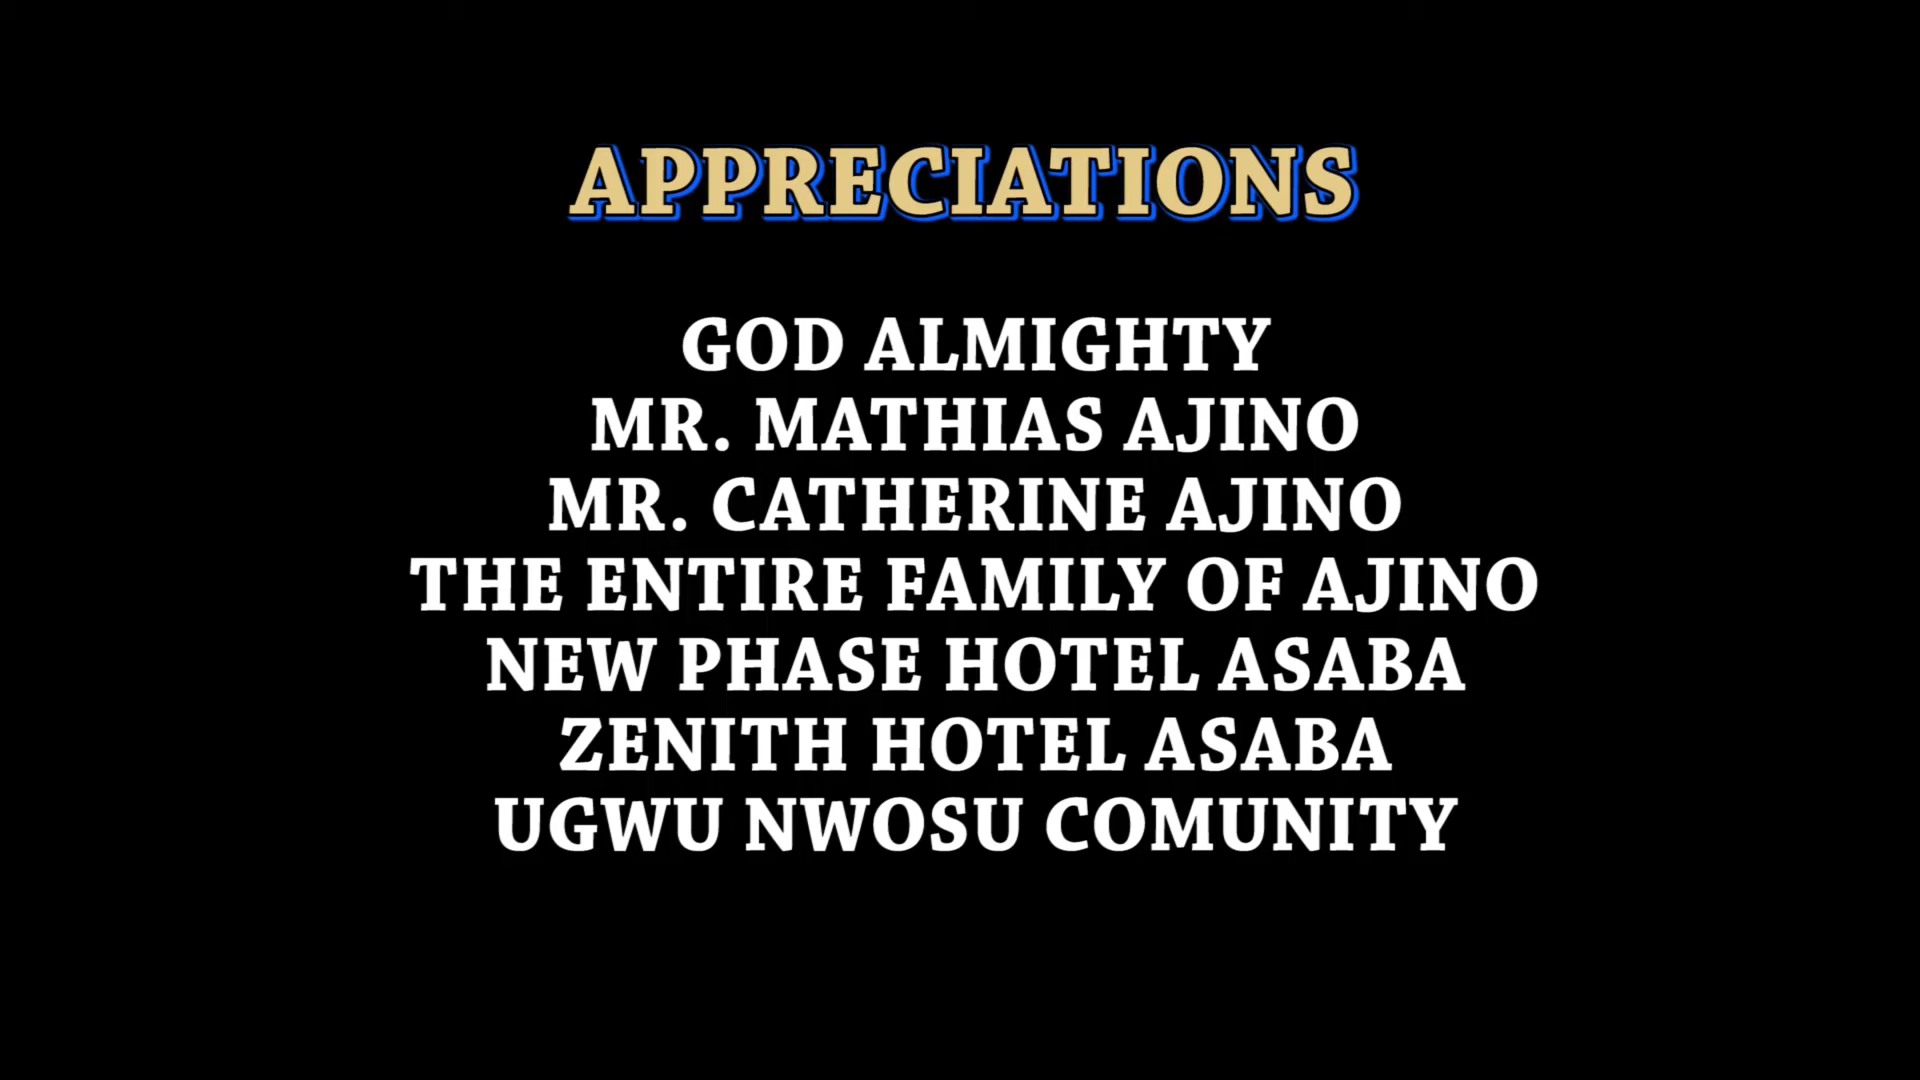 APPRECIATIONS
GOD ALMIGHTY
MR. MATHIAS AJINO
MR. CATHERINE AJINO
THE ENTIRE FAMILY OF AJINO
NEW PHASE HOTEL ASABA
ZENITH HOTEL ASABA
UGWU NWOSU COMUNITY